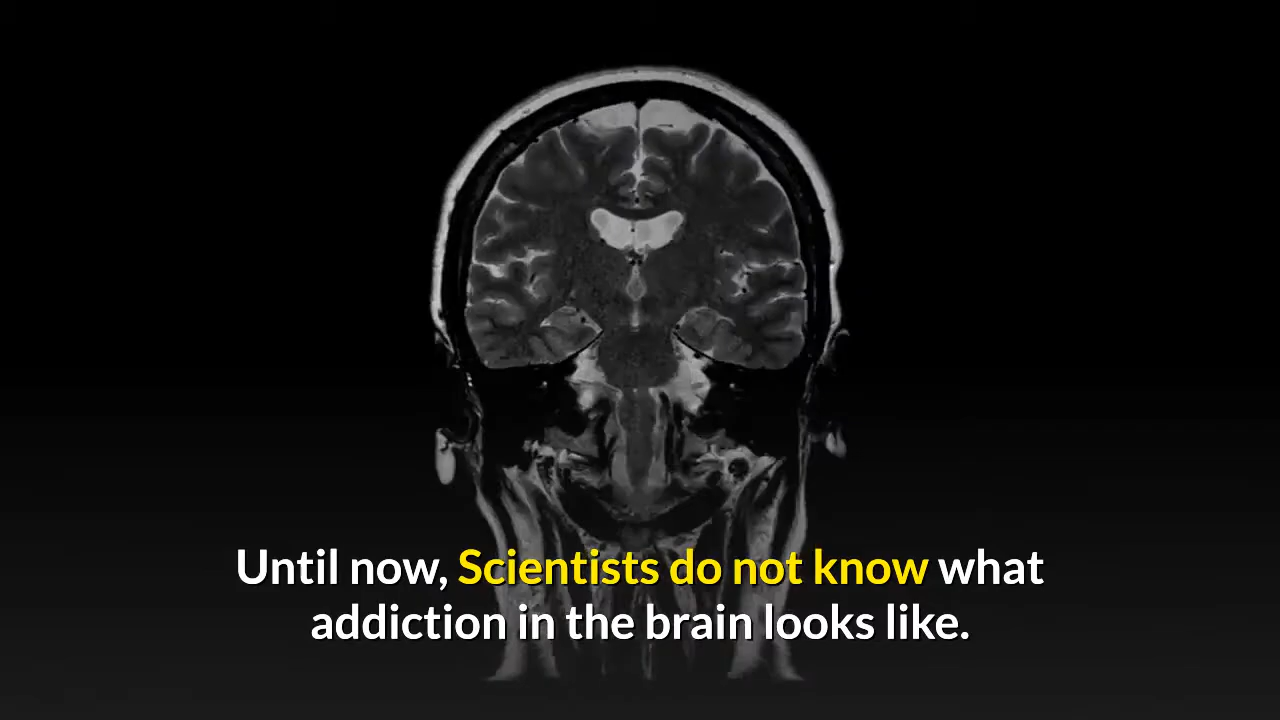 Until now, Scientists do not know what
addiction in the brain looks like.